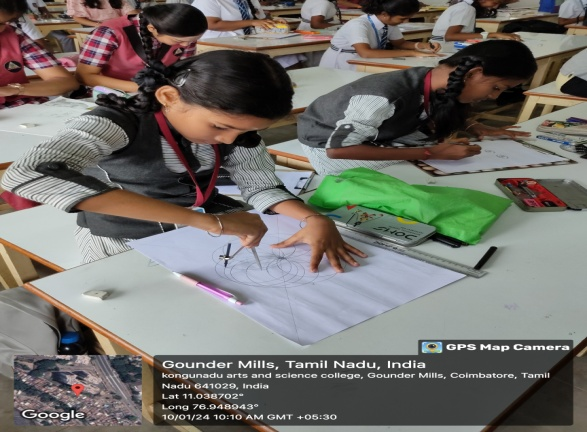 GPS Map Camera
Gounder Mills, Tamil Nadu, India
kongunadu arts and science college, Gounder Mills, Coimbatore, Tamil
Nadu 641029, India
Lat 11.038702°
Long 76.948943°
10/01/24 10:10 AM GMT +05:30
Google